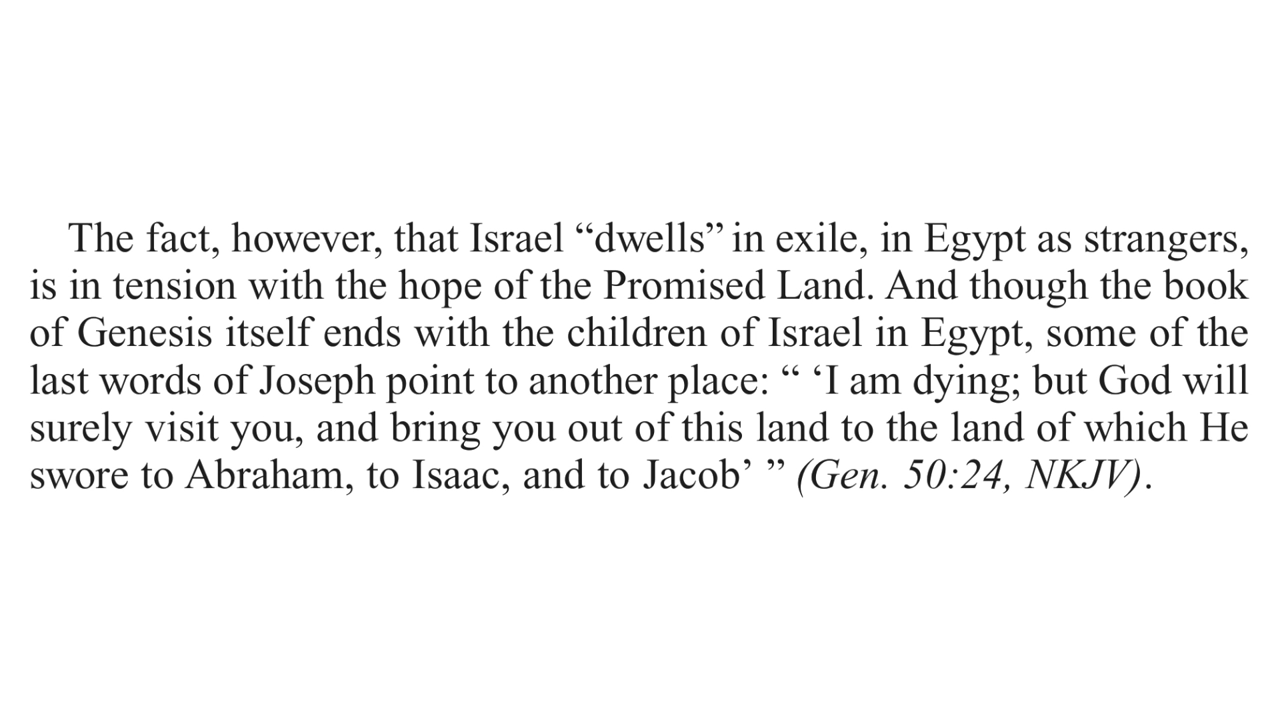 The fact, however, that Israel “dwells” in exile, in Egypt as strangers,
is in tension with the hope of the Promised Land. And though the book
of Genesis itself ends with the children of Israel in Egypt, some of the
last words of Joseph point to another place: “ ‘I am dying; but God will
surely visit you, and bring you out of this land to the land of which He
swore to Abraham, to Isaac, and to Jacob’ ” (Gen. 50:24, NKJV).